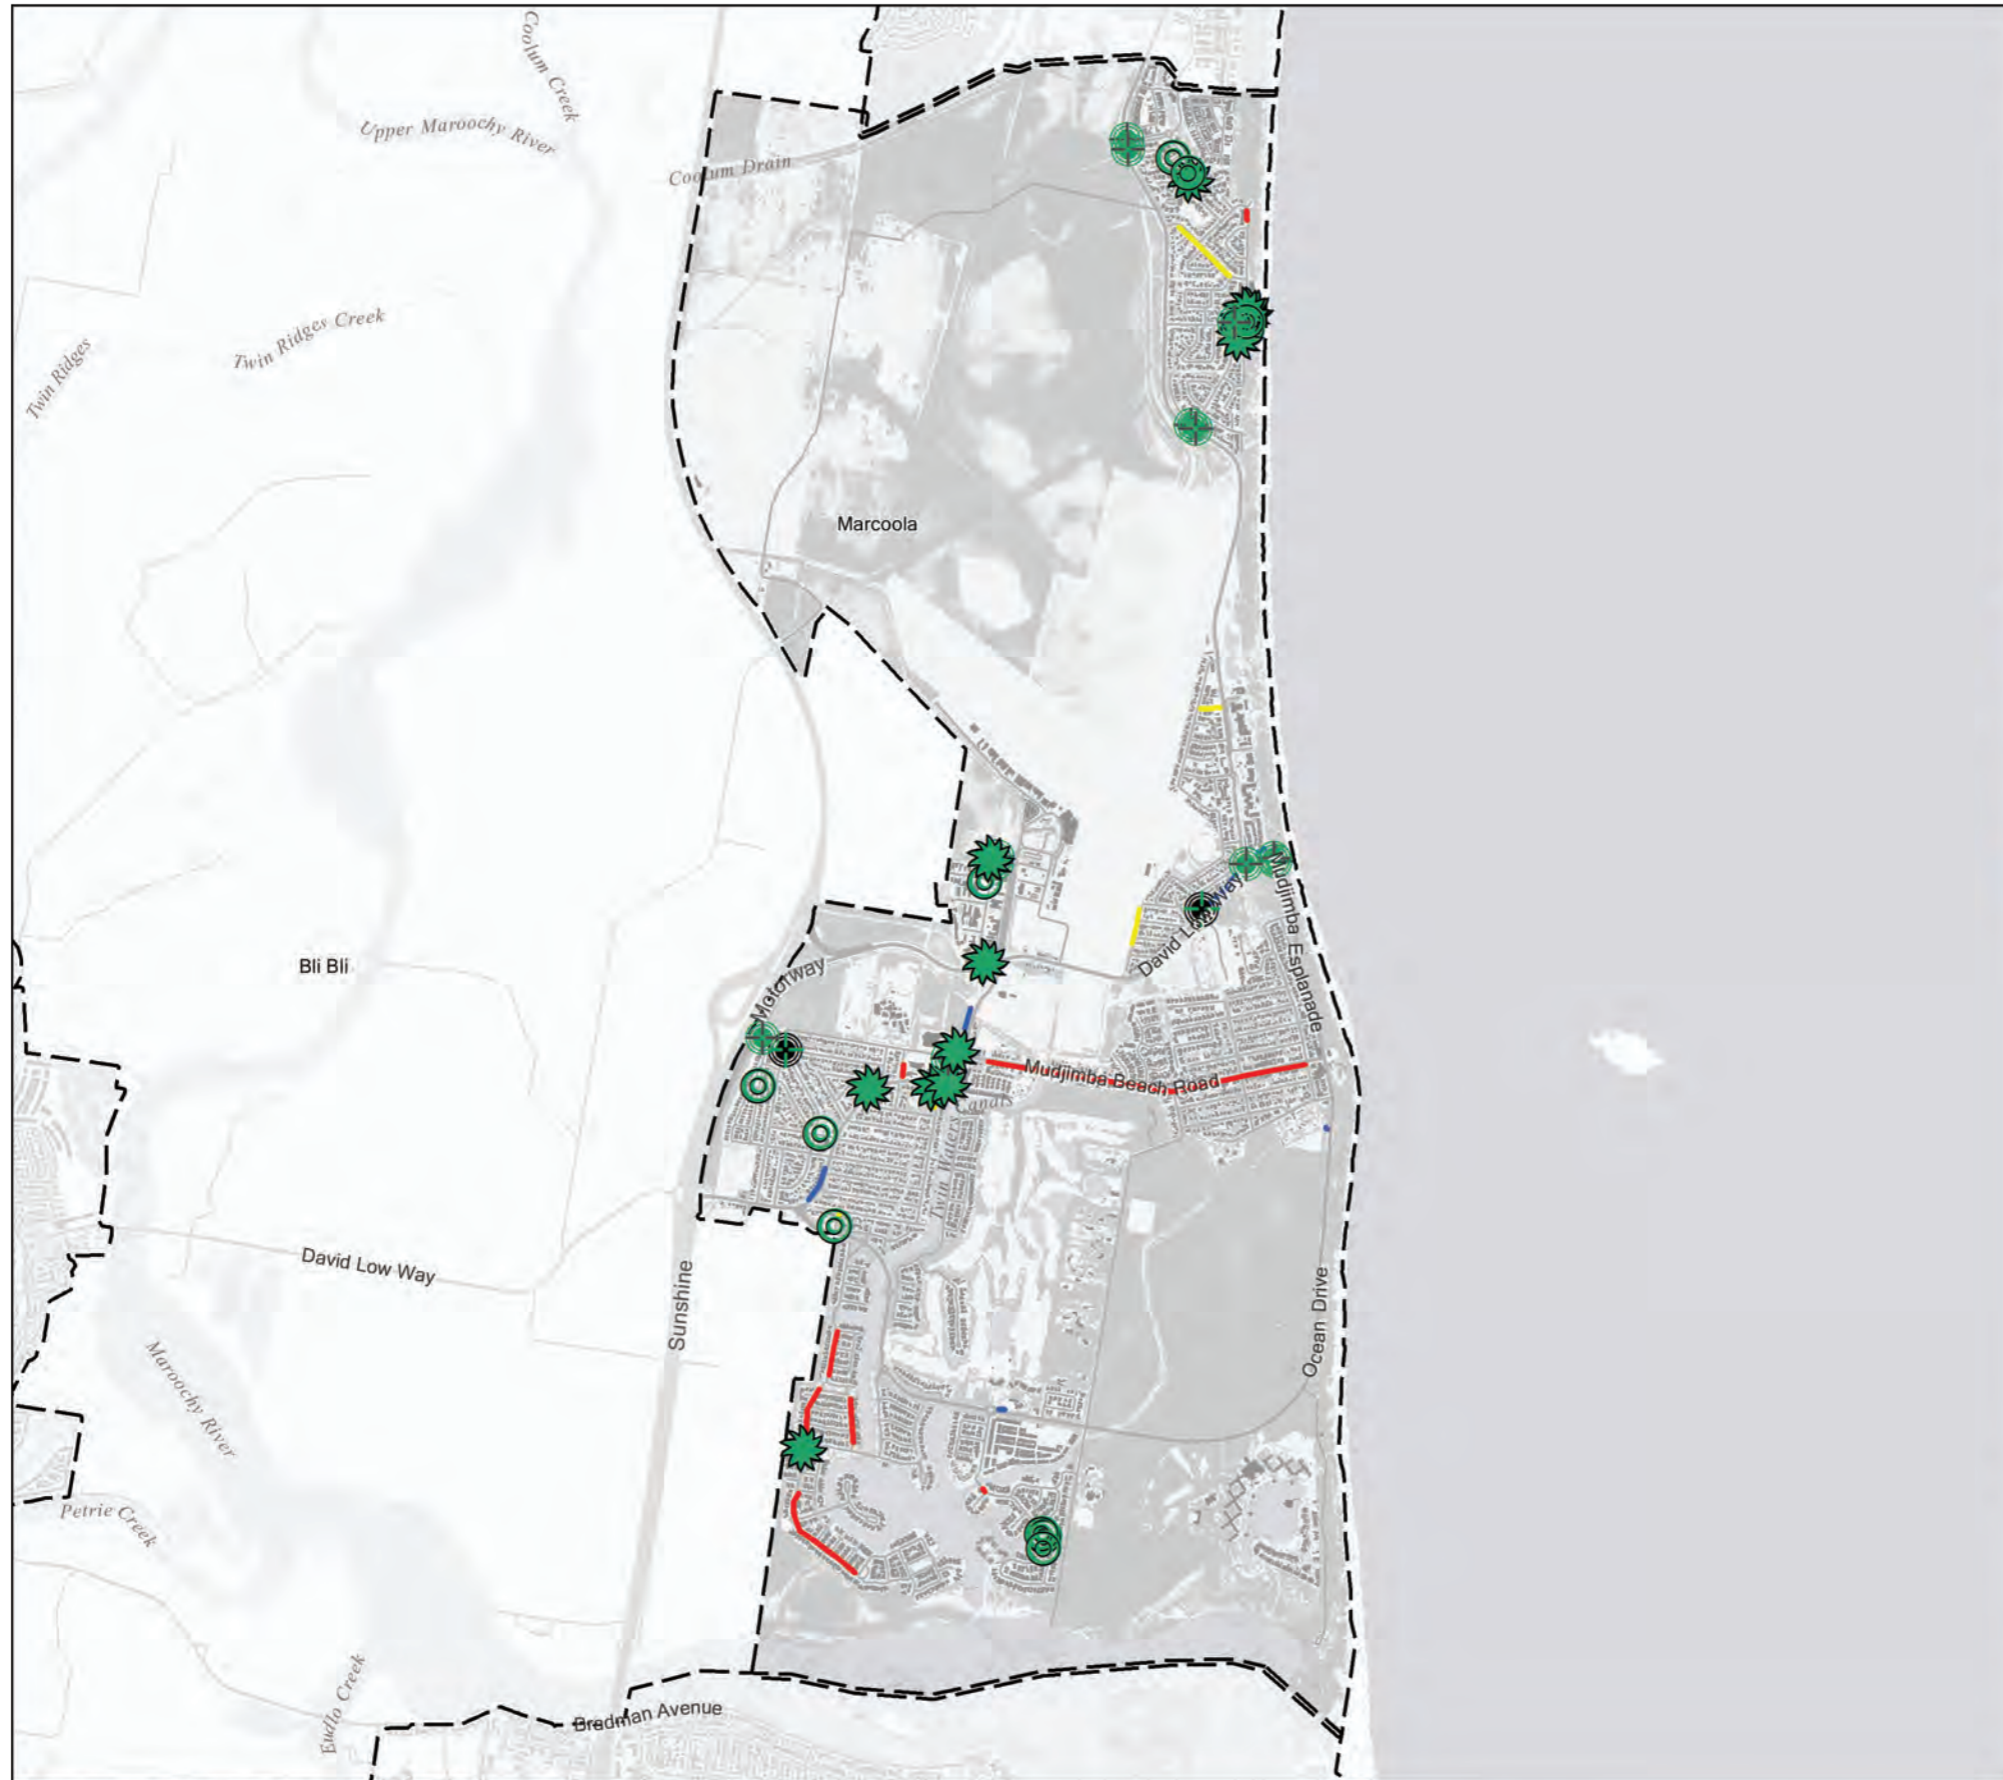 Coolum Creek
Upper Maroochy River
Coolum Drain
Twin Ridges Creek
Twin Ridges
Marcoola
Mudjimba Esplanade
David Low Way
Bli Bli
Motorway
Mudjimba Beach Road
Canals
Twin Waters
David Low Way
Sunshine
Ocean Drive
Maroochy River
Petrie Creek
Eudlo Creek
Bradman Avenue